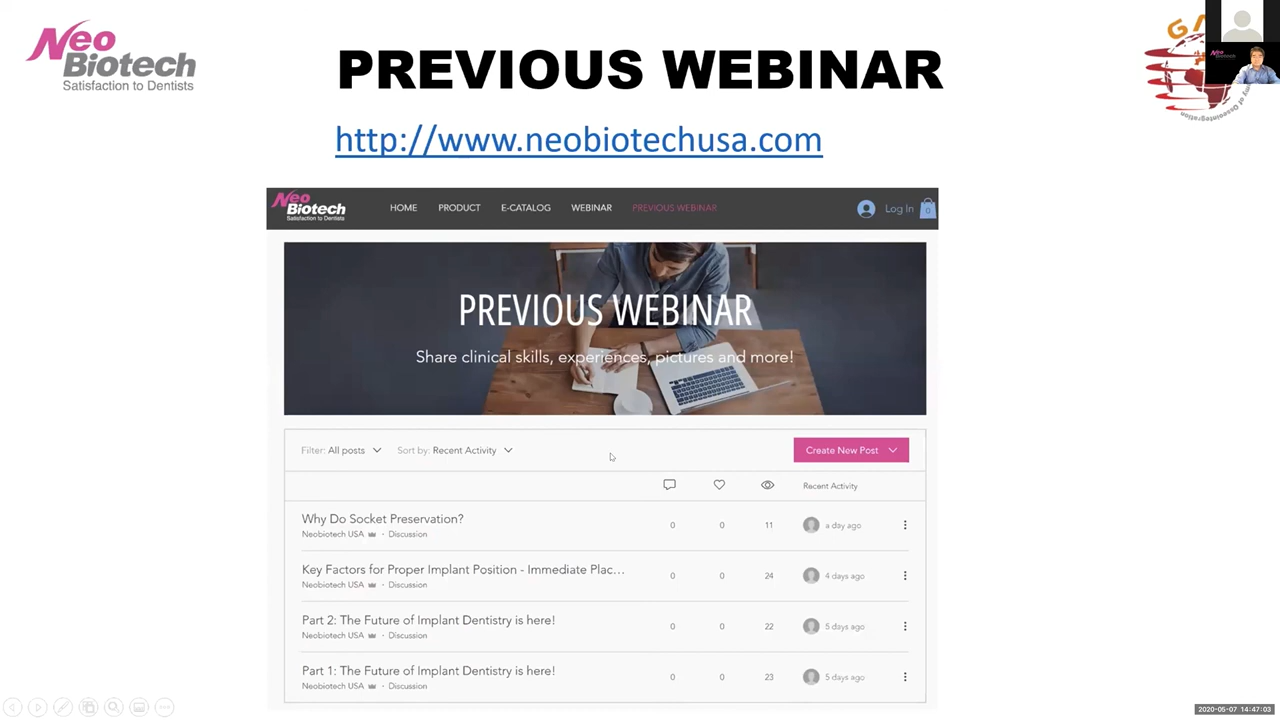 Neo
Biotech
Satisfaction to Dentists
PREVIOUS WEBINAR
http://www.neobiotechusa.com
Neo
Biotech
Satisfaction to Dentists
HOME PRODUCT E-CATALOG WEBINAR PREVIOUS WEBINAR Log In 0
PREVIOUS WEBINAR
Share clinical skills, experiences, pictures and more!
Filter: All posts Sort by: Recent Activity Create New Post
Recent Activity
Why Do Socket Preservation? 0 0 11 a day ago
Neobiotech USA · Discussion
Key Factors for Proper Implant Position - Immediate Plac... 0 0 24 4 days ago
Neobiotech USA · Discussion
Part 2: The Future of Implant Dentistry is here! 0 0 22 5 days ago
Neobiotech USA · Discussion
Part 1: The Future of Implant Dentistry is here! 0 0 23 5 days ago
Neobiotech USA · Discussion
2020-05-07 14:47:03